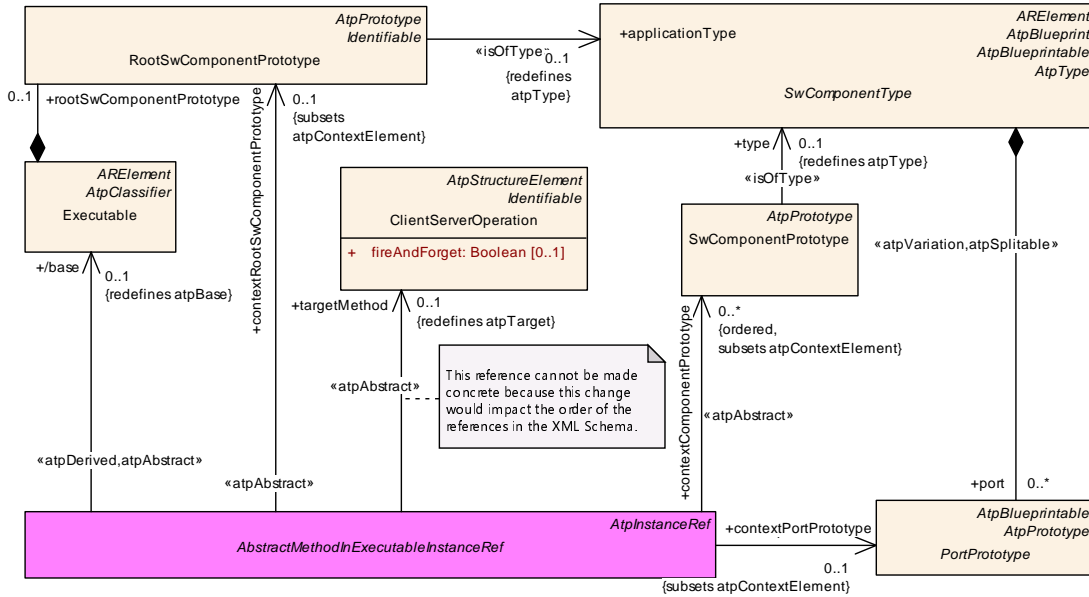 AtpPrototype
Identifiable
RootSwComponentPrototype
«isOfType»
0..1
{redefines
atpType}
+applicationType
ARElement
AtpBlueprint
AtpBlueprintable
AtpType
SwComponentType
0..1
+rootSwComponentPrototype
+contextRootSwComponentPrototype
0..1
{subsets
atpContextElement}
+type
0..1
{redefines atpType}
«isOfType»
ARElement
AtpClassifier
Executable
AtpStructureElement
Identifiable
ClientServerOperation
+ fireAndForget: Boolean [0..1]
AtpPrototype
SwComponentPrototype
«atpVariation,atpSplitable»
+/base
0..1
{redefines atpBase}
+targetMethod
0..1
{redefines atpTarget}
+contextComponentPrototype
0..*
{ordered,
subsets atpContextElement}
This reference cannot be made
concrete because this change
would impact the order of the
references in the XML Schema.
«atpAbstract»
«atpAbstract»
«atpDerived,atpAbstract»
«atpAbstract»
+port
0..*
AtpInstanceRef
AbstractMethodInExecutableInstanceRef
+contextPortPrototype
0..1
{subsets atpContextElement}
AtpBlueprintable
AtpPrototype
PortPrototype